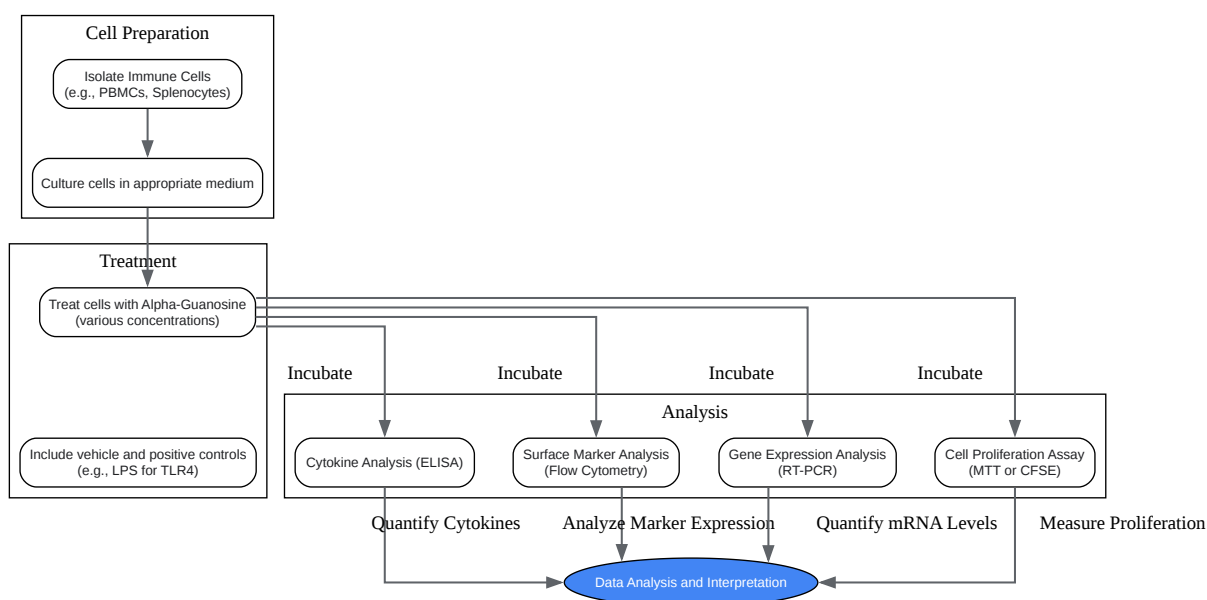 Cell Preparation
Isolate Immune Cells
(e.g., PBMCs, Splenocytes)
Culture cells in appropriate medium
Treatment
Treat cells with Alpha-Guanosine
(various concentrations)
Include vehicle and positive controls
(e.g., LPS for TLR4)
Incubate
Incubate
Incubate
Incubate
Analysis
Cytokine Analysis (ELISA)
Surface Marker Analysis
(Flow Cytometry)
Gene Expression Analysis
(RT-PCR)
Cell Proliferation Assay
(MTT or CFSE)
Quantify Cytokines
Analyze Marker Expression
Quantify mRNA Levels
Measure Proliferation
Data Analysis and Interpretation